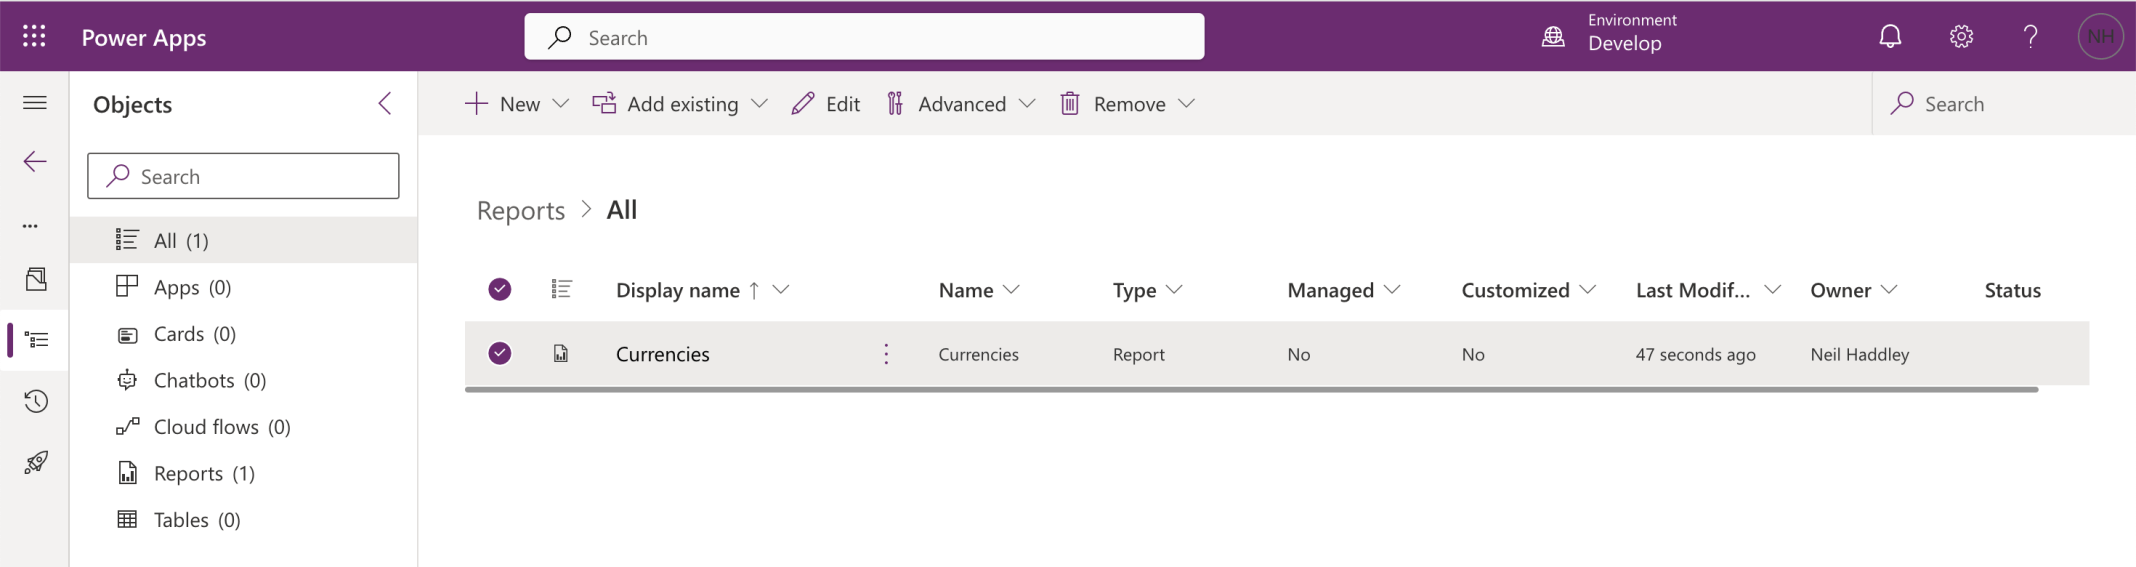 Power Apps
Search
Environment
Develop
NH
Objects
New
Add existing
Edit
Advanced
Remove
Search
Search
All (1)
Apps (0)
Cards (0)
Chatbots (0)
Cloud flows (0)
Reports (1)
Tables (0)
Reports > All
Display name Name Type Managed Customized Last Modif... Owner Status
Currencies Currencies Report No No 47 seconds ago Neil Haddley